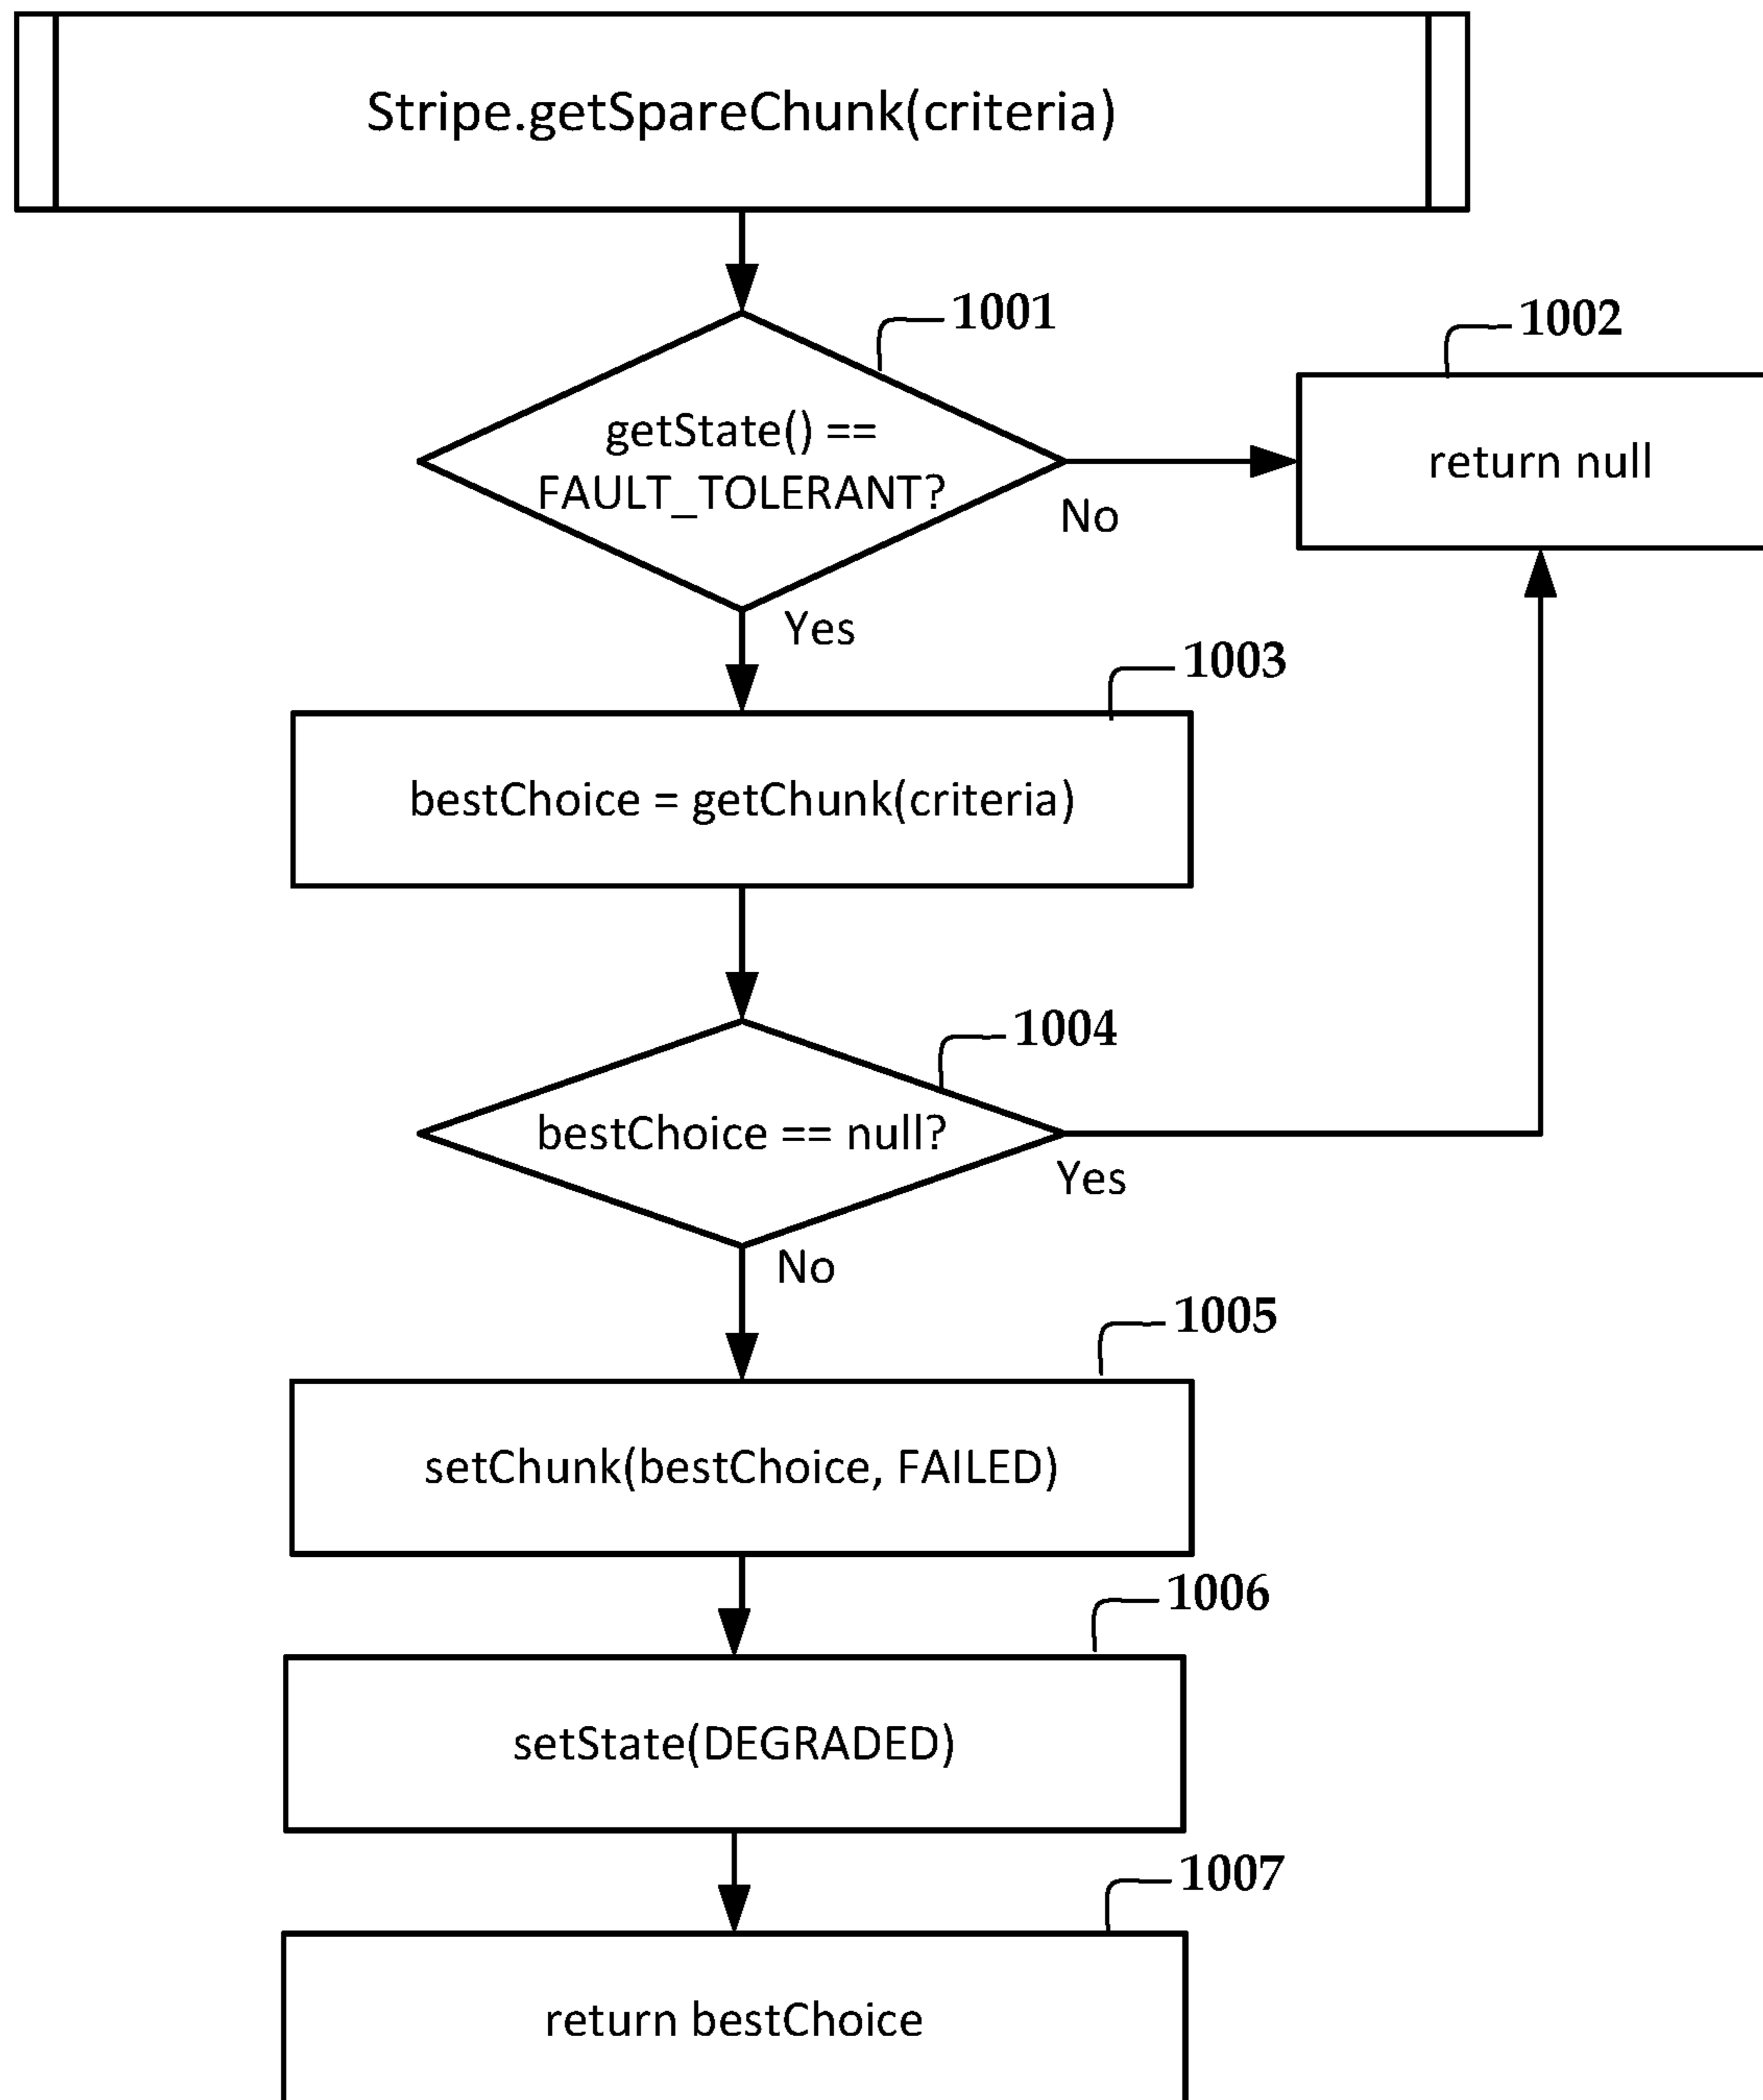 Stripe.getSpareChunk(criteria)
1001
1002
getState() ==
FAULT_TOLERANT?
return null
No
Yes
1003
bestChoice = getChunk(criteria)
1004
bestChoice == null?
Yes
No
1005
setChunk(bestChoice, FAILED)
1006
setState(DEGRADED)
1007
return bestChoice